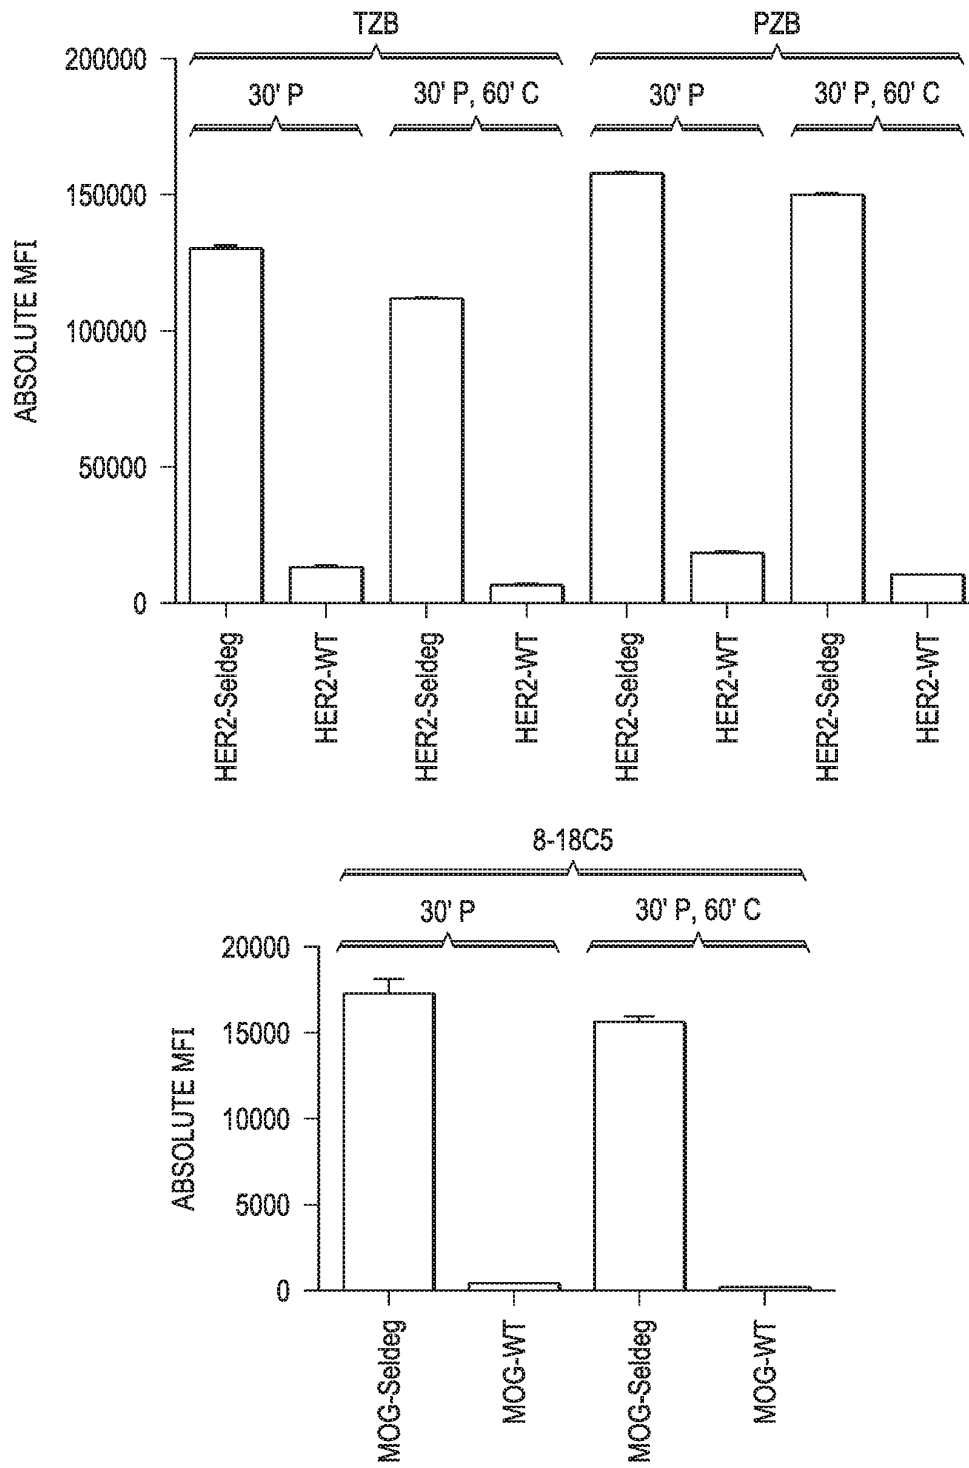 TZB PZB
30' P 30' P, 60' C 30' P 30' P, 60' C
ABSOLUTE MFI
200000
150000
100000
50000
0
HER2-Seldeg HER2-WT HER2-Seldeg HER2-WT HER2-Seldeg HER2-WT HER2-Seldeg HER2-WT
8-18C5
30' P 30' P, 60' C
ABSOLUTE MFI
20000
15000
10000
5000
0
MOG-Seldeg MOG-WT MOG-Seldeg MOG-WT